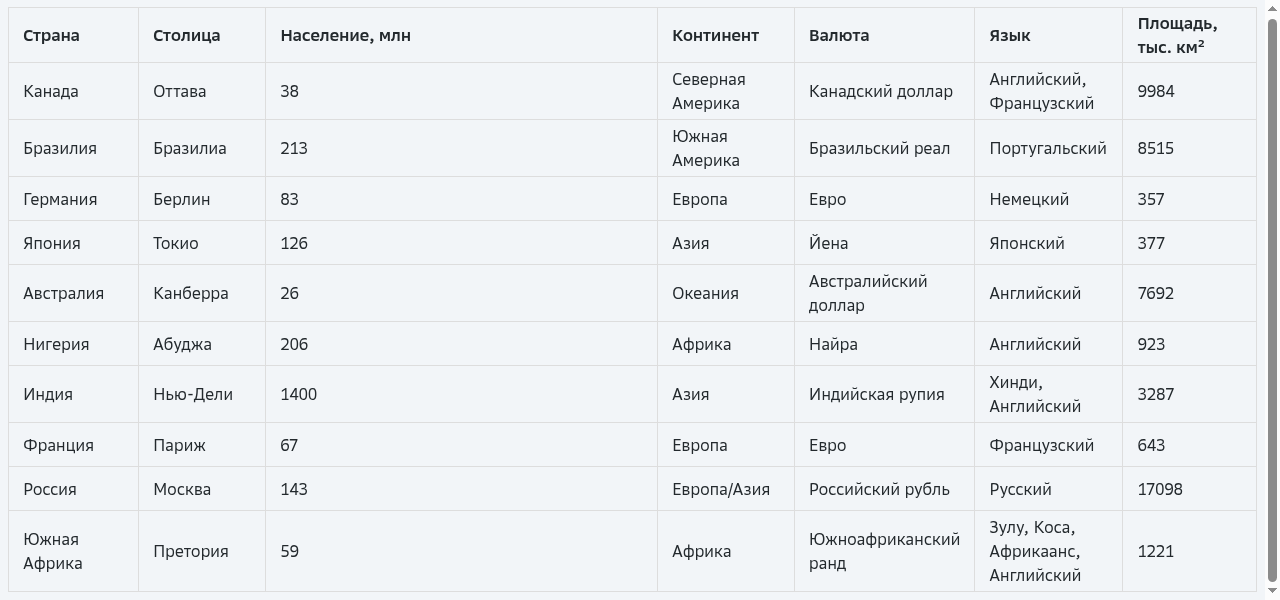 Страна Столица Население, млн Континент Валюта Язык Площадь,
тыс. км²
Канада Оттава 38 Северная
Америка Канадский доллар Английский,
Французский 9984
Бразилия Бразилиа 213 Южная
Америка Бразильский реал Португальский 8515
Германия Берлин 83 Европа Евро Немецкий 357
Япония Токио 126 Азия Йена Японский 377
Австралия Канберра 26 Океания Австралийский
доллар Английский 7692
Нигерия Абуджа 206 Африка Найра Английский 923
Индия Нью-Дели 1400 Азия Индийская рупия Хинди,
Английский 3287
Франция Париж 67 Европа Евро Французский 643
Россия Москва 143 Европа/Азия Российский рубль Русский 17098
Южная
Африка Претория 59 Африка Южноафриканский
ранд Зулу, Коса,
Африкаанс,
Английский 1221